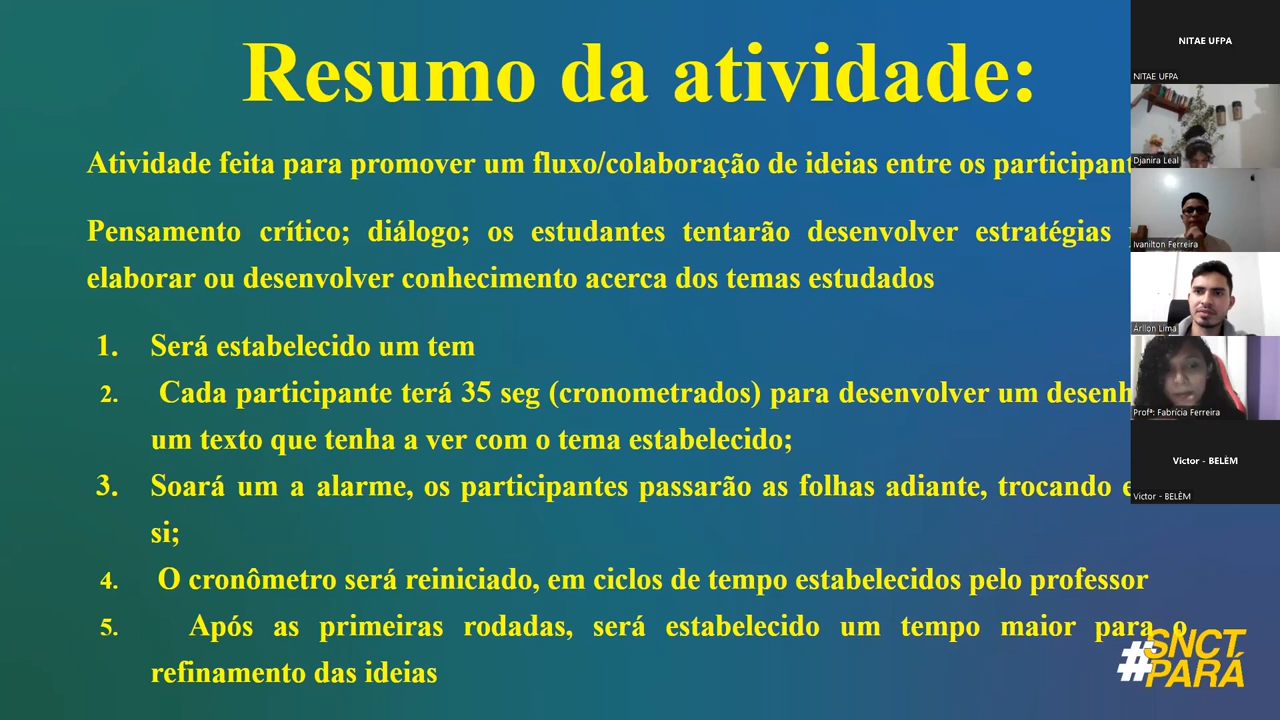 Resumo da atividade:
Atividade feita para promover um fluxo/colaboração de ideias entre os
Pensamento crítico; diálogo; os estudantes tentarão desenvolver estratégias
elaborar ou desenvolver conhecimento acerca dos temas estudados
1. Será estabelecido um tem
2. Cada participante terá 35 seg (cronometrados) para desenvolver um
um texto que tenha a ver com o tema estabelecido;
3. Soará um a alarme, os participantes passarão as folhas adiante, trocando
si;
4. O cronômetro será reiniciado, em ciclos de tempo estabelecidos pelo professor
5. Após as primeiras rodadas, será estabelecido um tempo maior para o
refinamento das ideias
NITAE UFPA
NITAE UFPA
Djanira Leal
Ivanilton Ferreira
Árllon Lima
Profª: Fabrícia Ferreira
Victor - BELÉM
Victor - BELÉM
#SNCT
PARÁ